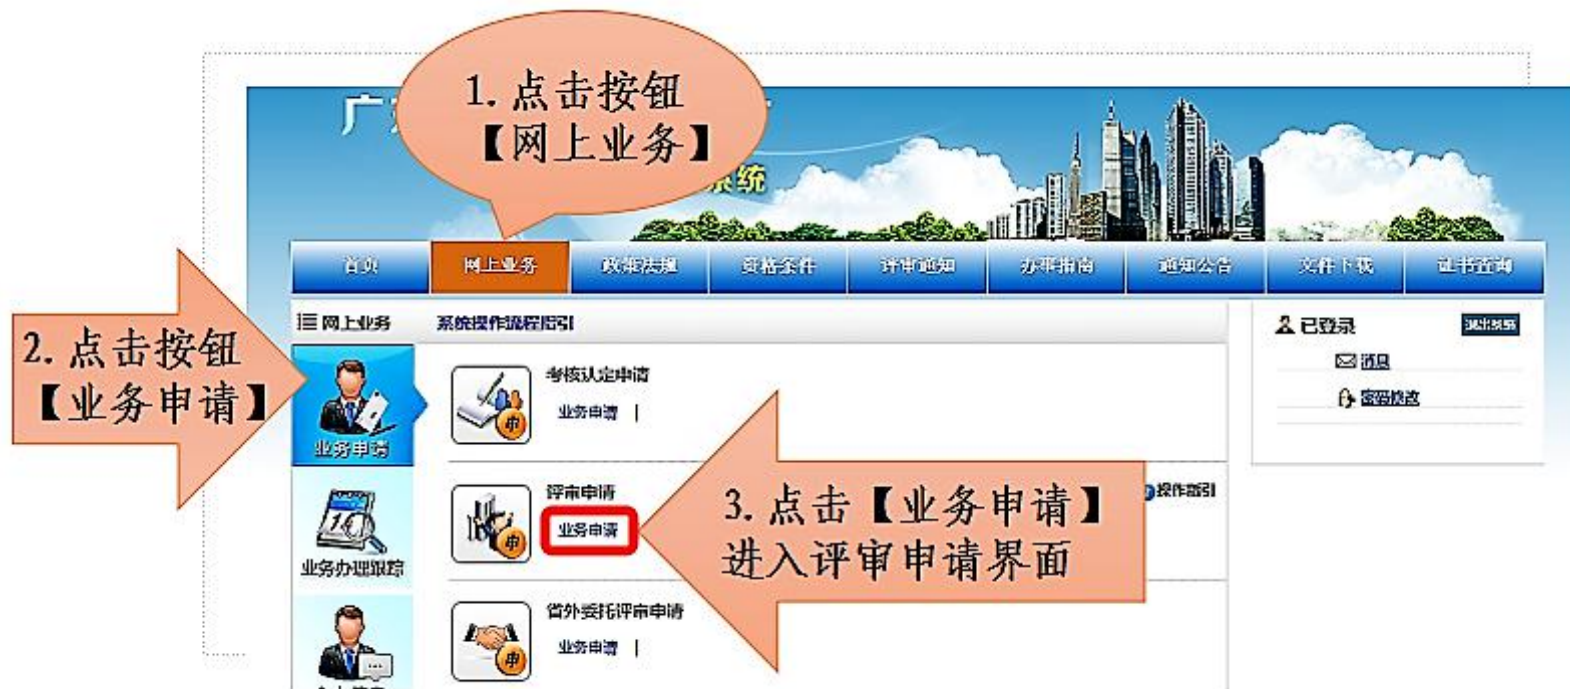 1. 点击按钮
【网上业务】
广
系统
首页 网上业务 政策法规 资格条件 评审通知 办事指南 通知公告 文件下载 证书查询
网上业务 系统操作流程指引
已登录 退出系统
消息
密码修改
2. 点击按钮
【业务申请】
业务申请
考核认定申请
业务申请 |
评审申请
操作指引
业务申请
3. 点击【业务申请】
进入评审申请界面
业务办理跟踪
省外委托评审申请
业务申请 |